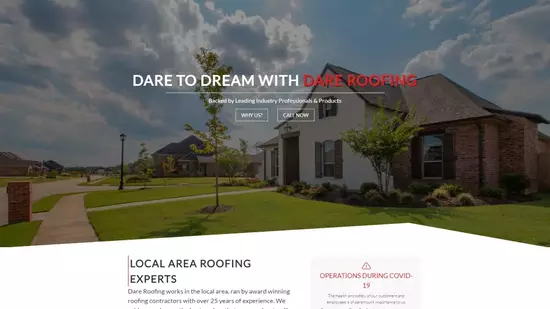 DARE TO DREAM WITH DARE ROOFING
Backed by Leading Industry Professionals & Products
WHY US?
CALL NOW
LOCAL AREA ROOFING
EXPERTS
Dare Roofing works in the local area, ran by award winning
roofing contractors with over 25 years of experience. We
OPERATIONS DURING COVID-
19
The health and safety of our customers and
employees is of paramount importance to us.